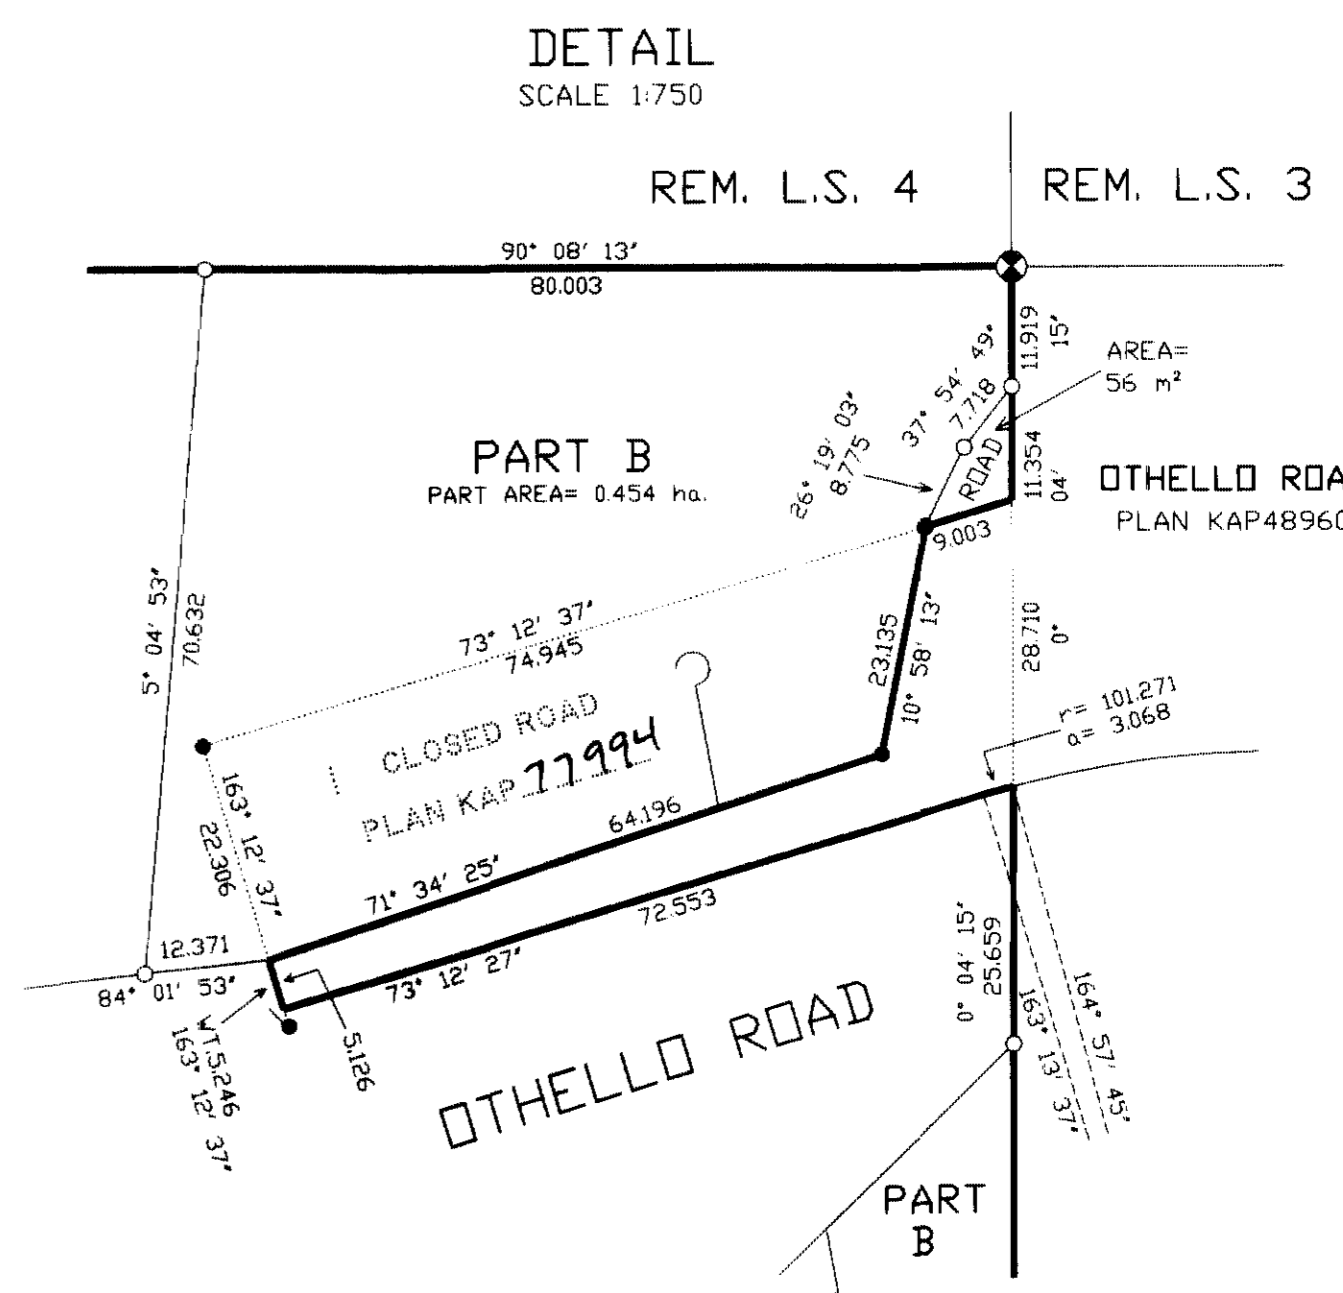 DETAIL
SCALE 1:750
REM. L.S. 4
REM. L.S. 3
90° 08' 13"
80.003
11.919
15"
AREA=
56 m²
37° 54' 49"
7.718
26° 19' 03"
8.775
ROAD
11.354
04'
PART B
PART AREA= 0.454 ha.
OTHELLO ROA
PLAN KAP48960
9.003
5° 04' 53"
70.632
73° 12' 37"
74.945
23.135
10° 58' 13"
28.710
0°
r= 101.271
a= 3.068
CLOSED ROAD
PLAN KAP 77994
163° 12' 37"
22.306
64.196
71° 34' 25"
72.553
73° 12' 27"
12.371
84° 01' 53"
WT.5.246
163° 12' 37"
5.126
OTHELLO ROAD
0° 04' 15"
25.659
164° 57' 45"
163° 13' 37"
PART
B